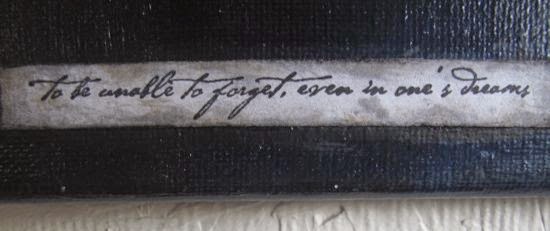 to be unable to forget, even in one's dreams